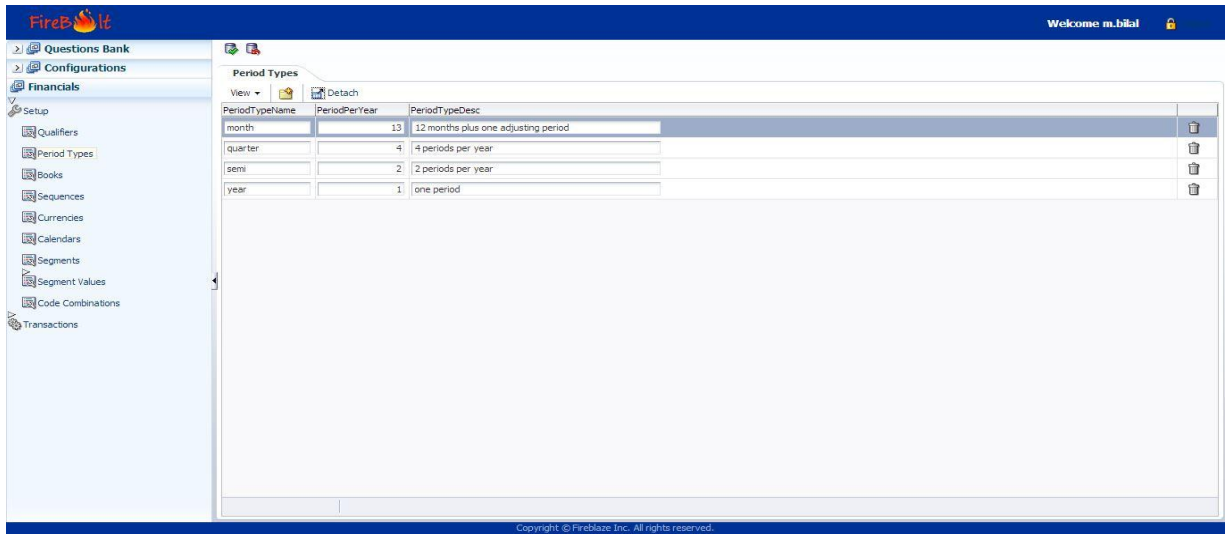 FireBolt
Welcome m.bilal
Questions Bank
Configurations
Financials
Setup
Qualifiers
Period Types
Books
Sequences
Currencies
Calendars
Segments
Segment Values
Code Combinations
Transactions
Period Types
View Detach
PeriodTypeName PeriodPerYear PeriodTypeDesc
month 13 12 months plus one adjusting period
quarter 4 4 periods per year
semi 2 2 periods per year
year 1 one period
Copyright © Fireblaze Inc. All rights reserved.